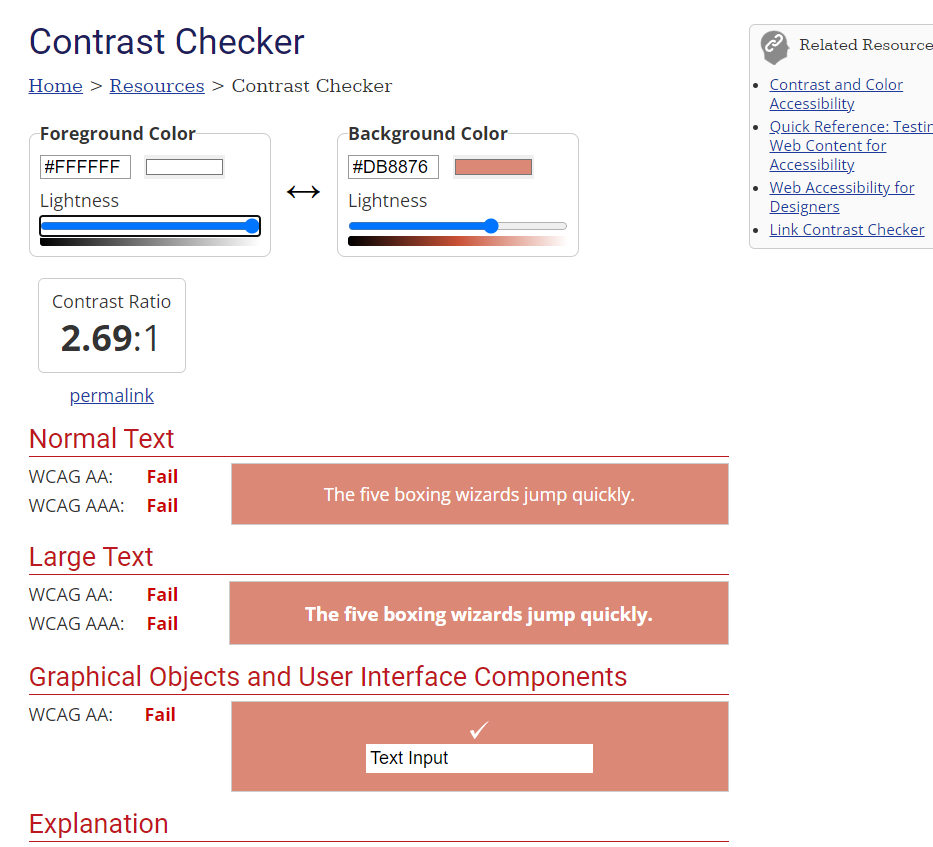 Contrast Checker
Home > Resources > Contrast Checker
Foreground Color
#FFFFFF
Lightness
↔
Background Color
#DB8876
Lightness
Contrast Ratio
2.69:1
permalink
Normal Text
WCAG AA: Fail
WCAG AAA: Fail
The five boxing wizards jump quickly.
Large Text
WCAG AA: Fail
WCAG AAA: Fail
The five boxing wizards jump quickly.
Graphical Objects and User Interface Components
WCAG AA: Fail
✓
Text Input
Explanation
Related Resource
Contrast and Color
Accessibility
Quick Reference: Testin
Web Content for
Accessibility
Web Accessibility for
Designers
Link Contrast Checker